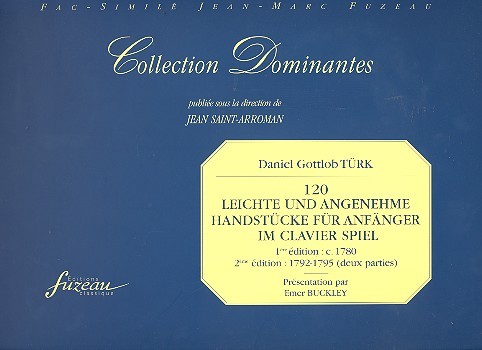 FAC-SIMILÉ JEAN-MARC FUZEAU
Collection Dominantes
publiée sous la direction de
JEAN SAINT-ARROMAN
Daniel Gottlob TÜRK
120
LEICHTE UND ANGENEHME
HANDSTÜCKE FÜR ANFÄNGER
IM CLAVIER SPIEL
1ère édition : c. 1780
2ème édition : 1792-1795 (deux parties)
Présentation par
Emer BUCKLEY
Éditions
fuzeau
classique